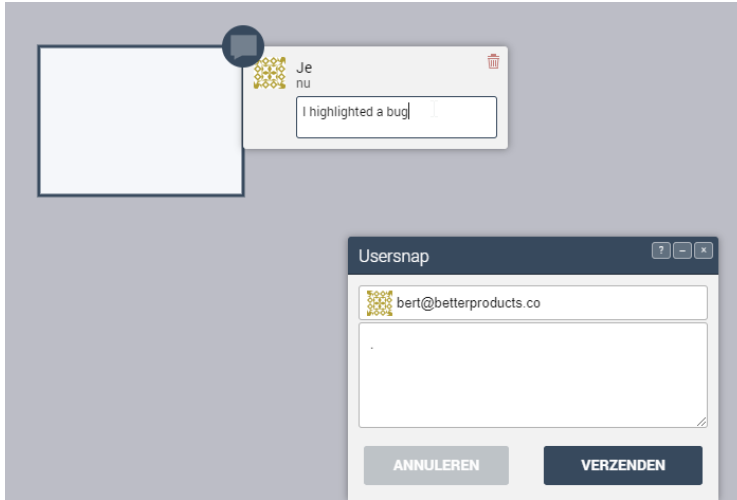 Je
nu
I highlighted a bug
Usersnap
? – ×
bert@betterproducts.co
.
ANNULEREN
VERZENDEN